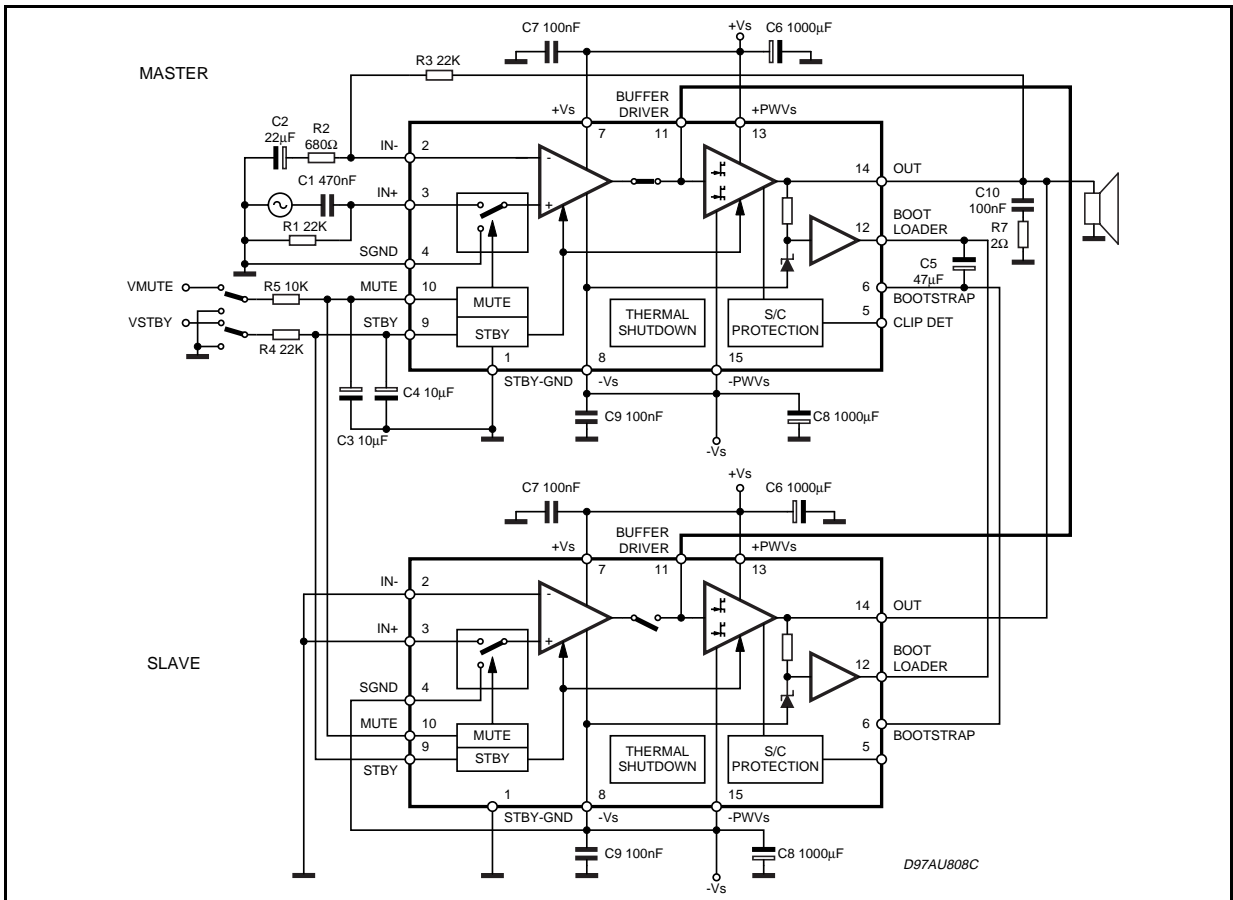 C7 100nF
+Vs
C6 1000µF
MASTER
R3 22K
BUFFER
DRIVER
+Vs
+PWVs
C2
22µF
R2
680Ω
IN-
2
7
11
13
-
14
OUT
C1 470nF
IN+
3
+
C10
100nF
R1 22K
BOOT
LOADER
12
R7
2Ω
SGND
4
C5
47µF
VMUTE
R5 10K
MUTE
10
MUTE
6
BOOTSTRAP
VSTBY
STBY
9
STBY
THERMAL
SHUTDOWN
S/C
PROTECTION
5
CLIP DET
R4 22K
1
8
15
STBY-GND
-Vs
-PWVs
C4 10µF
C3 10µF
C9 100nF
C8 1000µF
-Vs
+Vs
C7 100nF
C6 1000µF
BUFFER
DRIVER
+Vs
+PWVs
IN-
2
7
11
13
-
14
OUT
IN+
3
+
SLAVE
BOOT
LOADER
12
SGND
4
MUTE
10
MUTE
6
BOOTSTRAP
9
STBY
STBY
THERMAL
SHUTDOWN
S/C
PROTECTION
5
1
8
15
STBY-GND
-Vs
-PWVs
C9 100nF
C8 1000µF
-Vs
D97AU808C